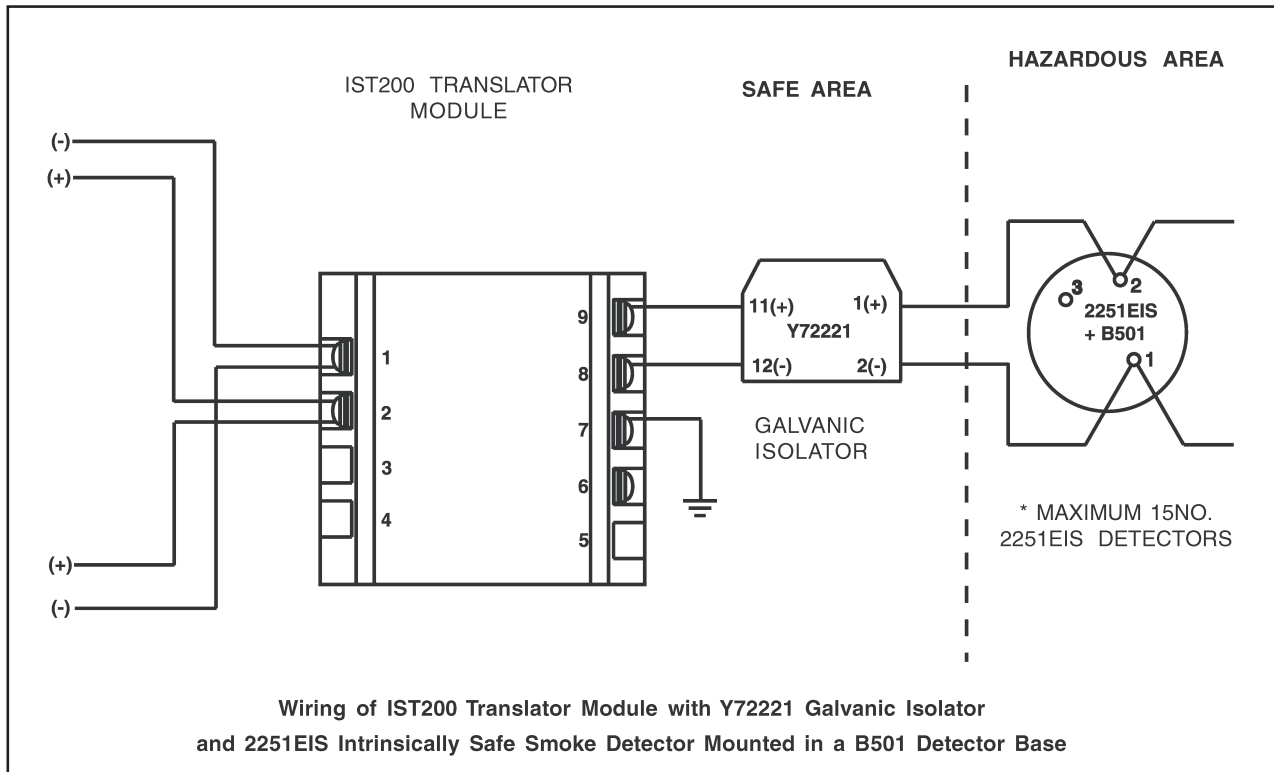 HAZARDOUS AREA
IST200 TRANSLATOR
MODULE
SAFE AREA
(-)
(+)
9
11(+)
1(+)
Y72221
12(-)
2(-)
3
2
2251EIS
+ B501
1
1
8
2
7
GALVANIC
ISOLATOR
3
6
4
5
* MAXIMUM 15NO.
2251EIS DETECTORS
(+)
(-)
Wiring of IST200 Translator Module with Y72221 Galvanic Isolator
and 2251EIS Intrinsically Safe Smoke Detector Mounted in a B501 Detector Base